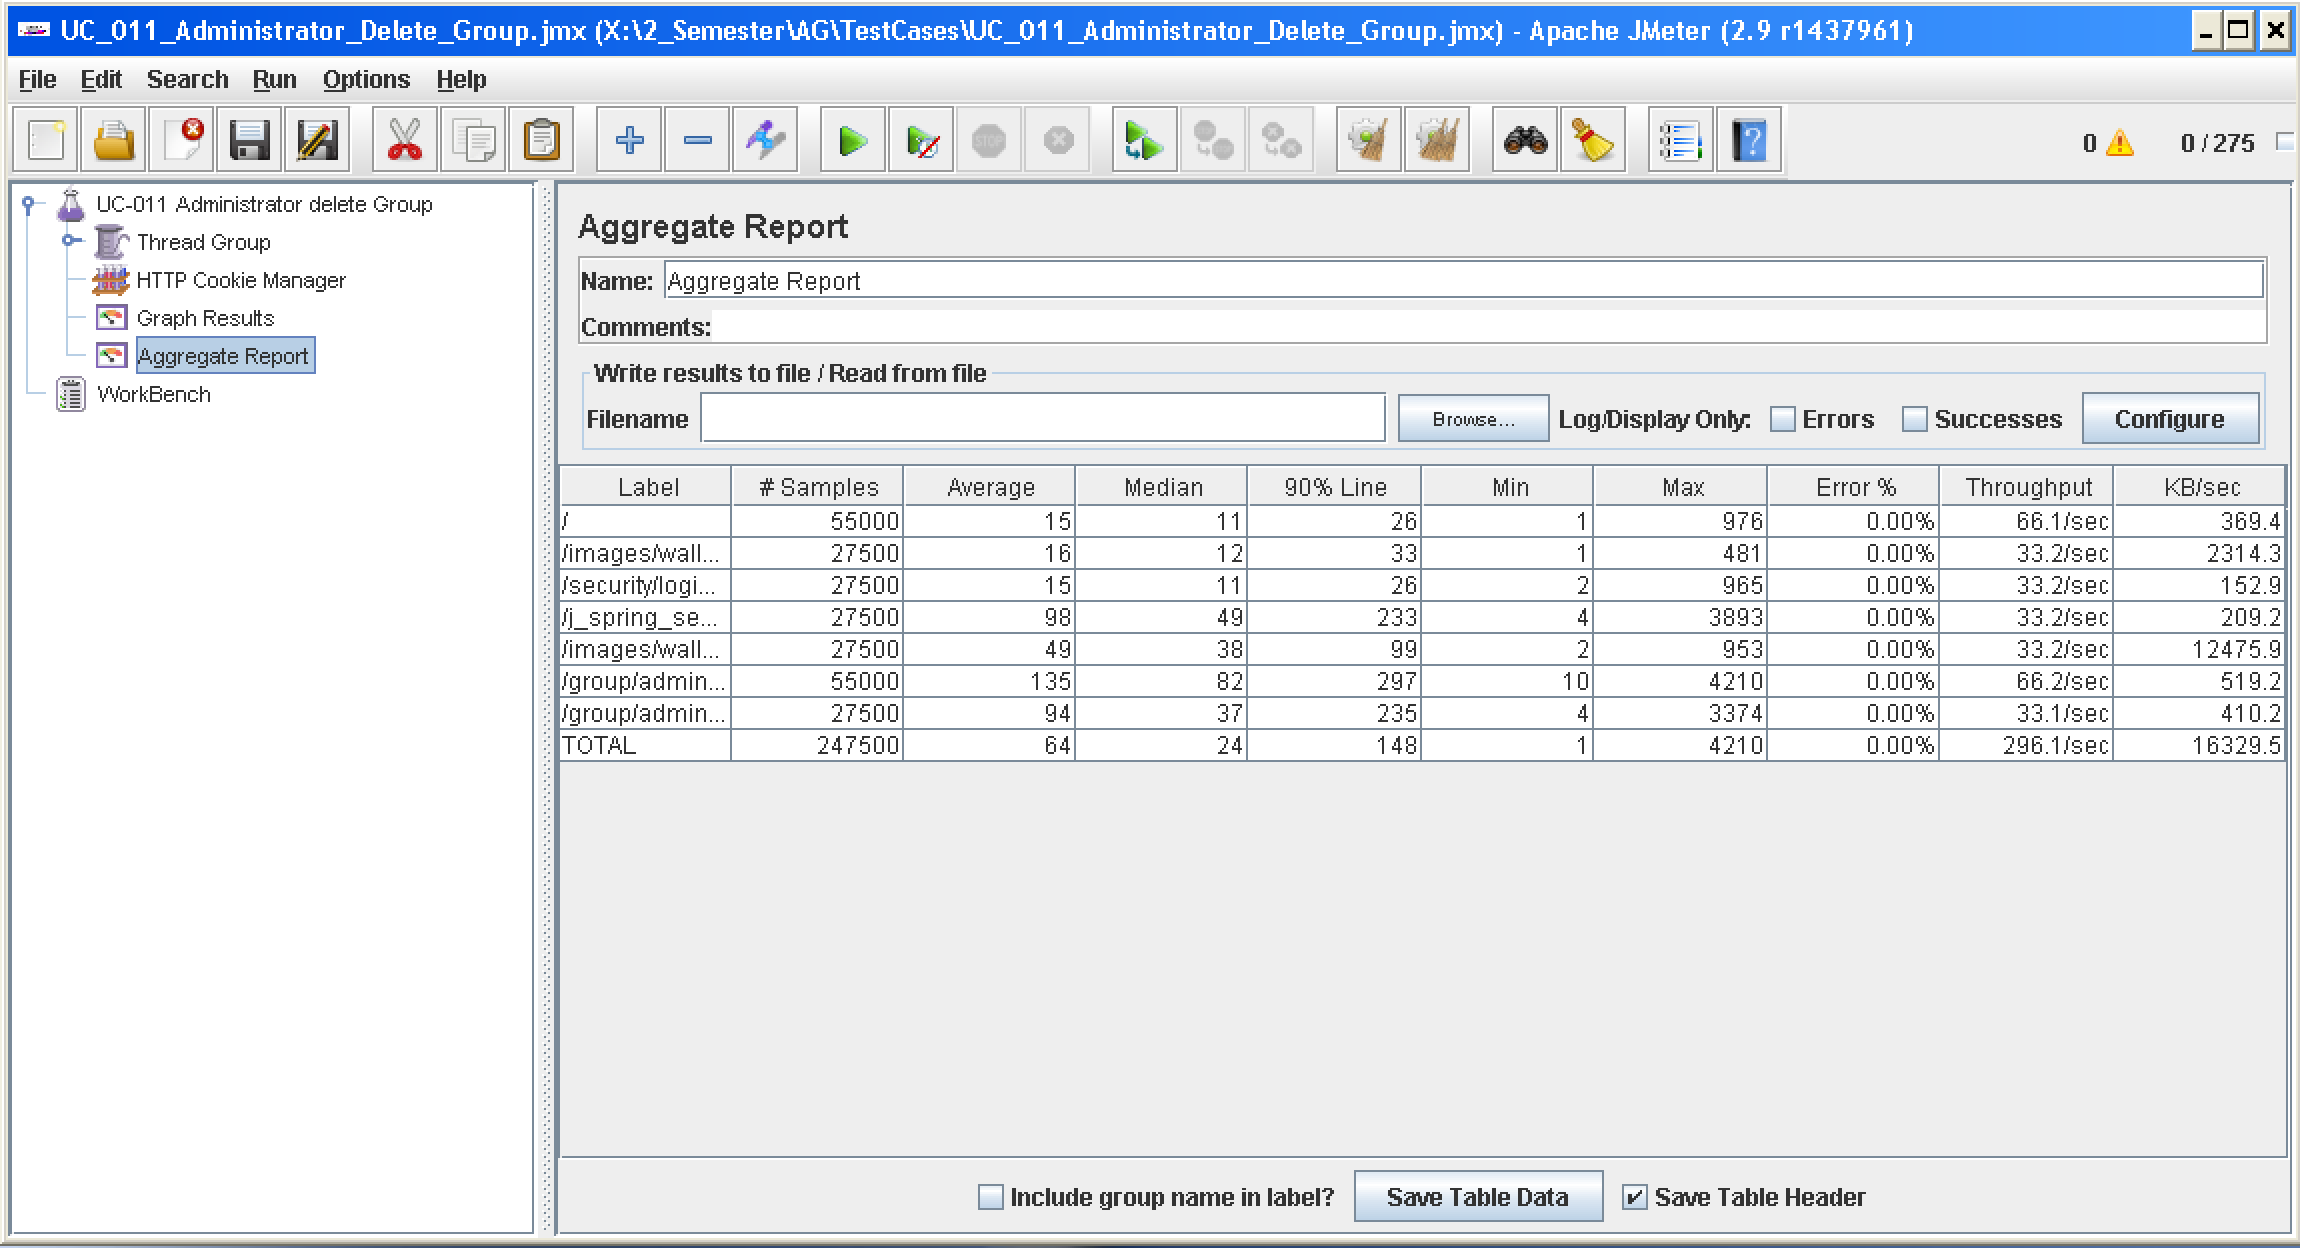 UC_011_Administrator_Delete_Group.jmx (X:\2_Semester\AG\TestCases\UC_011_Administrator_Delete_Group.jmx) - Apache JMeter (2.9 r1437961)
File Edit Search Run Options Help
STOP
0 0 / 275
UC-011 Administrator delete Group
Thread Group
HTTP Cookie Manager
Graph Results
Aggregate Report
WorkBench
Aggregate Report
Name: Aggregate Report
Comments:
Write results to file / Read from file
Filename Browse... Log/Display Only: Errors Successes Configure
Label # Samples Average Median 90% Line Min Max Error % Throughput KB/sec
/ 55000 15 11 26 1 976 0.00% 66.1/sec 369.4
/images/wall... 27500 16 12 33 1 481 0.00% 33.2/sec 2314.3
/security/logi... 27500 15 11 26 2 965 0.00% 33.2/sec 152.9
/j_spring_se... 27500 98 49 233 4 3893 0.00% 33.2/sec 209.2
/images/wall... 27500 49 38 99 2 953 0.00% 33.2/sec 12475.9
/group/admin... 55000 135 82 297 10 4210 0.00% 66.2/sec 519.2
/group/admin... 27500 94 37 235 4 3374 0.00% 33.1/sec 410.2
TOTAL 247500 64 24 148 1 4210 0.00% 296.1/sec 16329.5
Include group name in label? Save Table Data Save Table Header